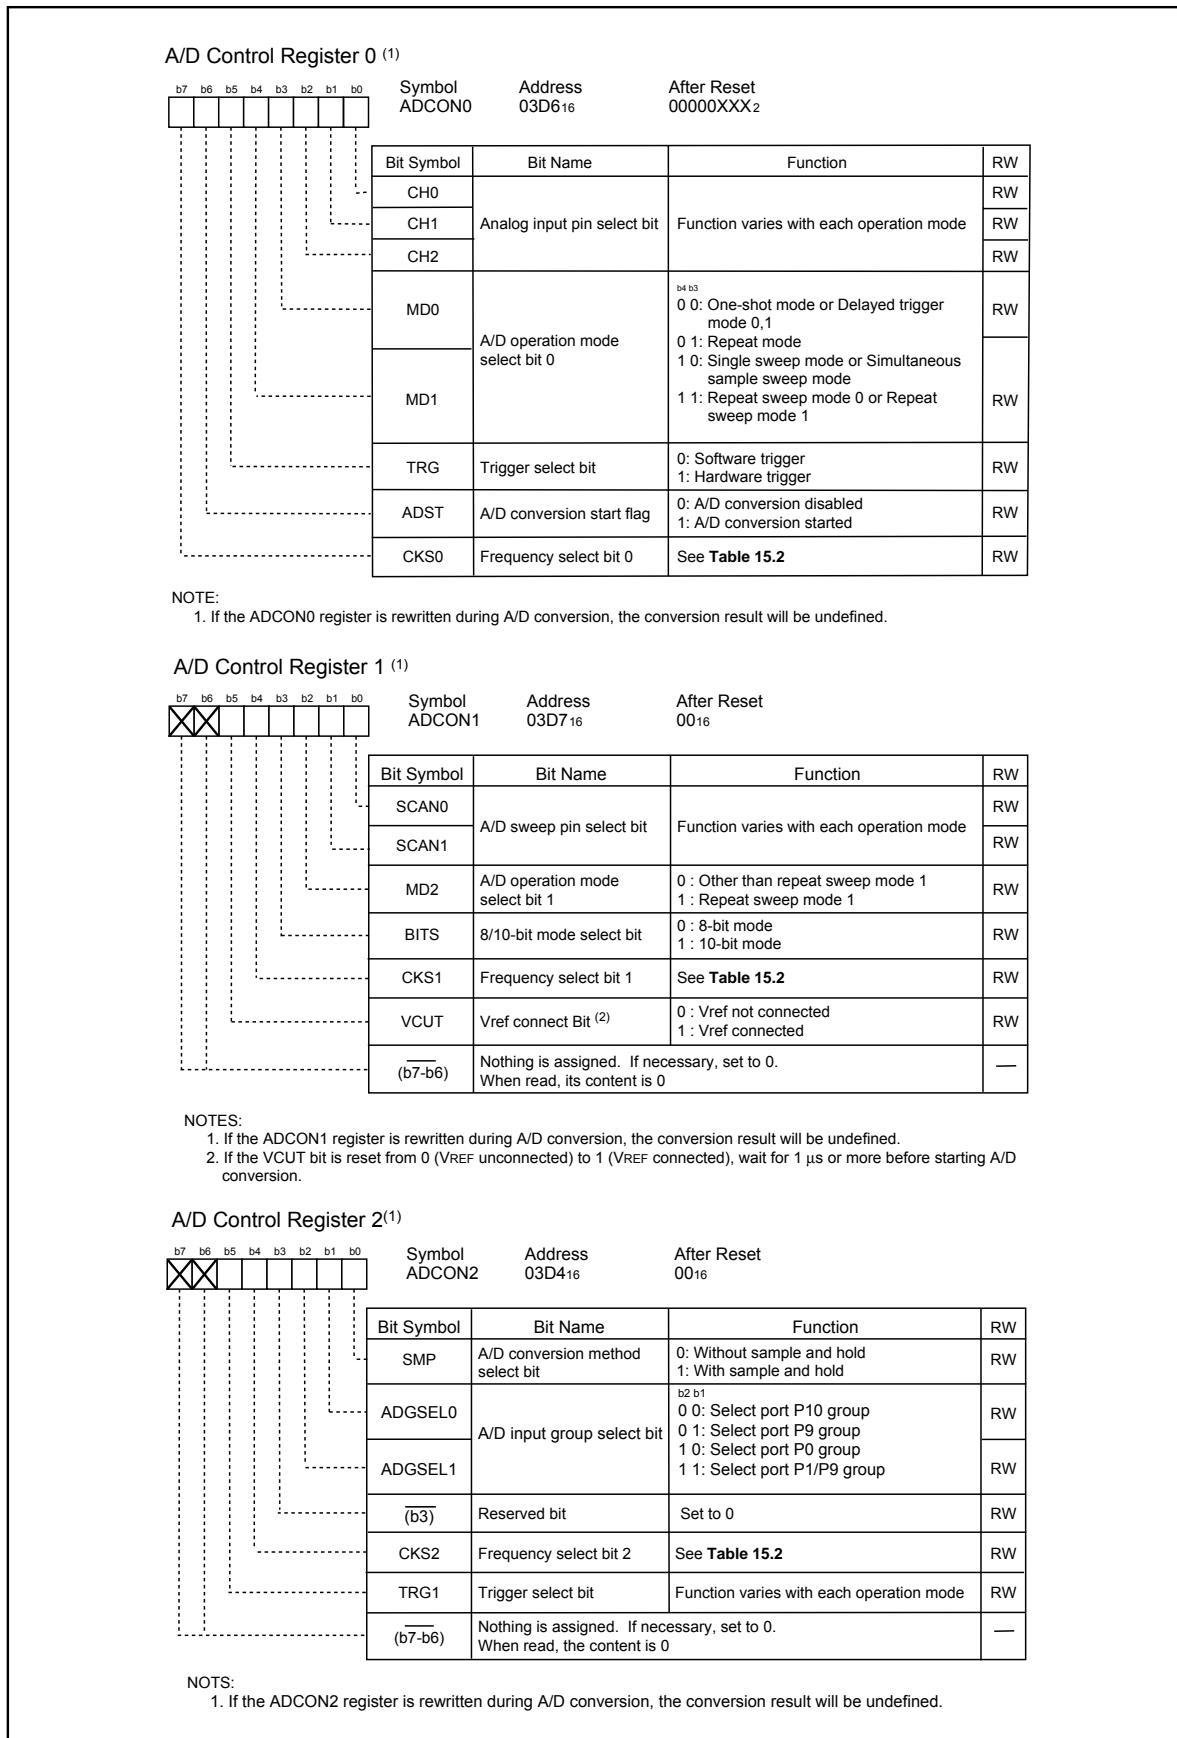 A/D Control Register 0 (1)
b7 b6 b5 b4 b3 b2 b1 b0
Symbol Address After Reset
ADCON0 03D616 00000XXX2
Bit Symbol Bit Name Function RW
CH0 RW
CH1 Analog input pin select bit Function varies with each operation mode RW
CH2 RW
b4 b3
0 0: One-shot mode or Delayed trigger
mode 0,1
MD0 RW
A/D operation mode
select bit 0
0 1: Repeat mode
1 0: Single sweep mode or Simultaneous
sample sweep mode
1 1: Repeat sweep mode 0 or Repeat
sweep mode 1
MD1 RW
TRG Trigger select bit 0: Software trigger RW
1: Hardware trigger
ADST A/D conversion start flag 0: A/D conversion disabled RW
1: A/D conversion started
CKS0 Frequency select bit 0 See Table 15.2 RW
NOTE:
1. If the ADCON0 register is rewritten during A/D conversion, the conversion result will be undefined.
A/D Control Register 1 (1)
b7 b6 b5 b4 b3 b2 b1 b0
Symbol Address After Reset
ADCON1 03D716 0016
Bit Symbol Bit Name Function RW
SCAN0 RW
A/D sweep pin select bit Function varies with each operation mode
SCAN1 RW
MD2 A/D operation mode 0 : Other than repeat sweep mode 1 RW
select bit 1 1 : Repeat sweep mode 1
BITS 8/10-bit mode select bit 0 : 8-bit mode RW
1 : 10-bit mode
CKS1 Frequency select bit 1 See Table 15.2 RW
VCUT Vref connect Bit (2) 0 : Vref not connected RW
1 : Vref connected
(b7-b6) Nothing is assigned. If necessary, set to 0. —
When read, its content is 0
NOTES:
1. If the ADCON1 register is rewritten during A/D conversion, the conversion result will be undefined.
2. If the VCUT bit is reset from 0 (VREF unconnected) to 1 (VREF connected), wait for 1 µs or more before starting A/D
conversion.
A/D Control Register 2(1)
b7 b6 b5 b4 b3 b2 b1 b0
Symbol Address After Reset
ADCON2 03D416 0016
Bit Symbol Bit Name Function RW
SMP A/D conversion method 0: Without sample and hold RW
select bit 1: With sample and hold
b2 b1
ADGSEL0 0 0: Select port P10 group RW
A/D input group select bit 0 1: Select port P9 group
1 0: Select port P0 group
ADGSEL1 1 1: Select port P1/P9 group RW
(b3) Reserved bit Set to 0 RW
CKS2 Frequency select bit 2 See Table 15.2 RW
TRG1 Trigger select bit Function varies with each operation mode RW
(b7-b6) Nothing is assigned. If necessary, set to 0. —
When read, the content is 0
NOTS:
1. If the ADCON2 register is rewritten during A/D conversion, the conversion result will be undefined.